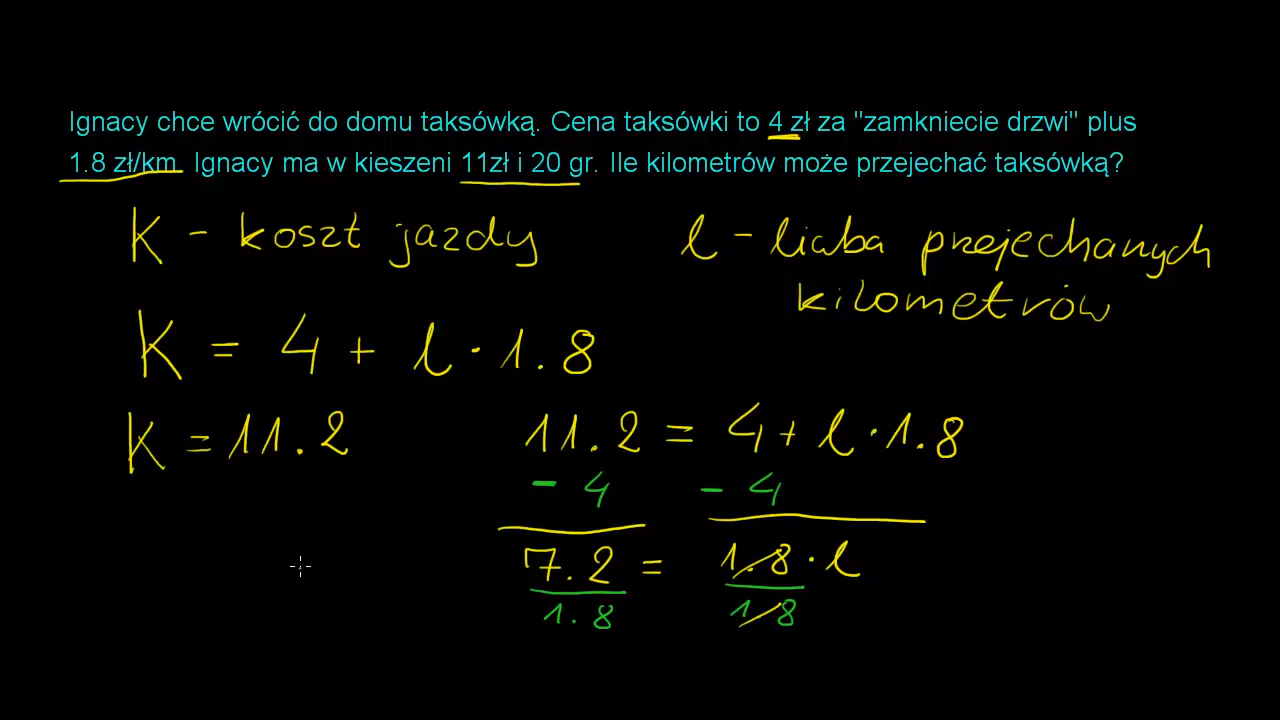 Ignacy chce wrócić do domu taksówką. Cena taksówki to 4 zł za "zamkniecie drzwi" plus
1.8 zł/km. Ignacy ma w kieszeni 11zł i 20 gr. Ile kilometrów może przejechać taksówką?
K - koszt jazdy
l - liczba przejechanych
kilometrów
K = 4 + l · 1.8
K = 11.2
11.2 = 4 + l · 1.8
- 4 - 4
7.2 = 1.8 · l
1.8 1.8